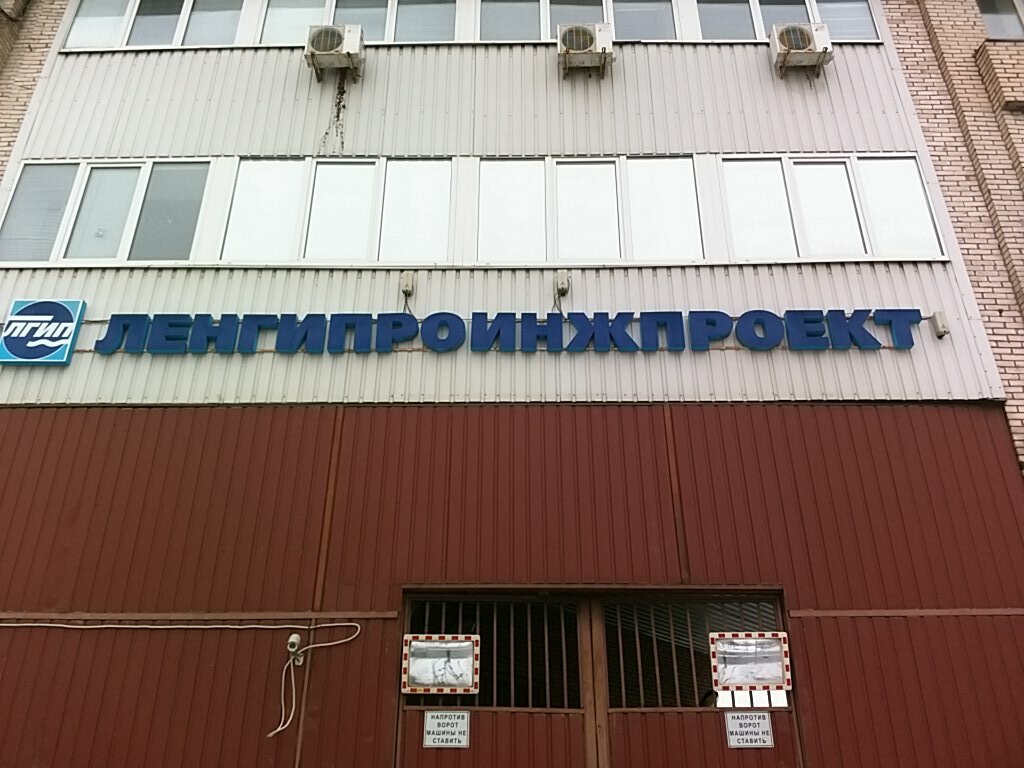 ЛГИП
ЛЕНГИПРОИНЖПРОЕКТ
НАПРОТИВ
ВОРОТ
МАШИНЫ НЕ
СТАВИТЬ
НАПРОТИВ
ВОРОТ
МАШИНЫ НЕ
СТАВИТЬ